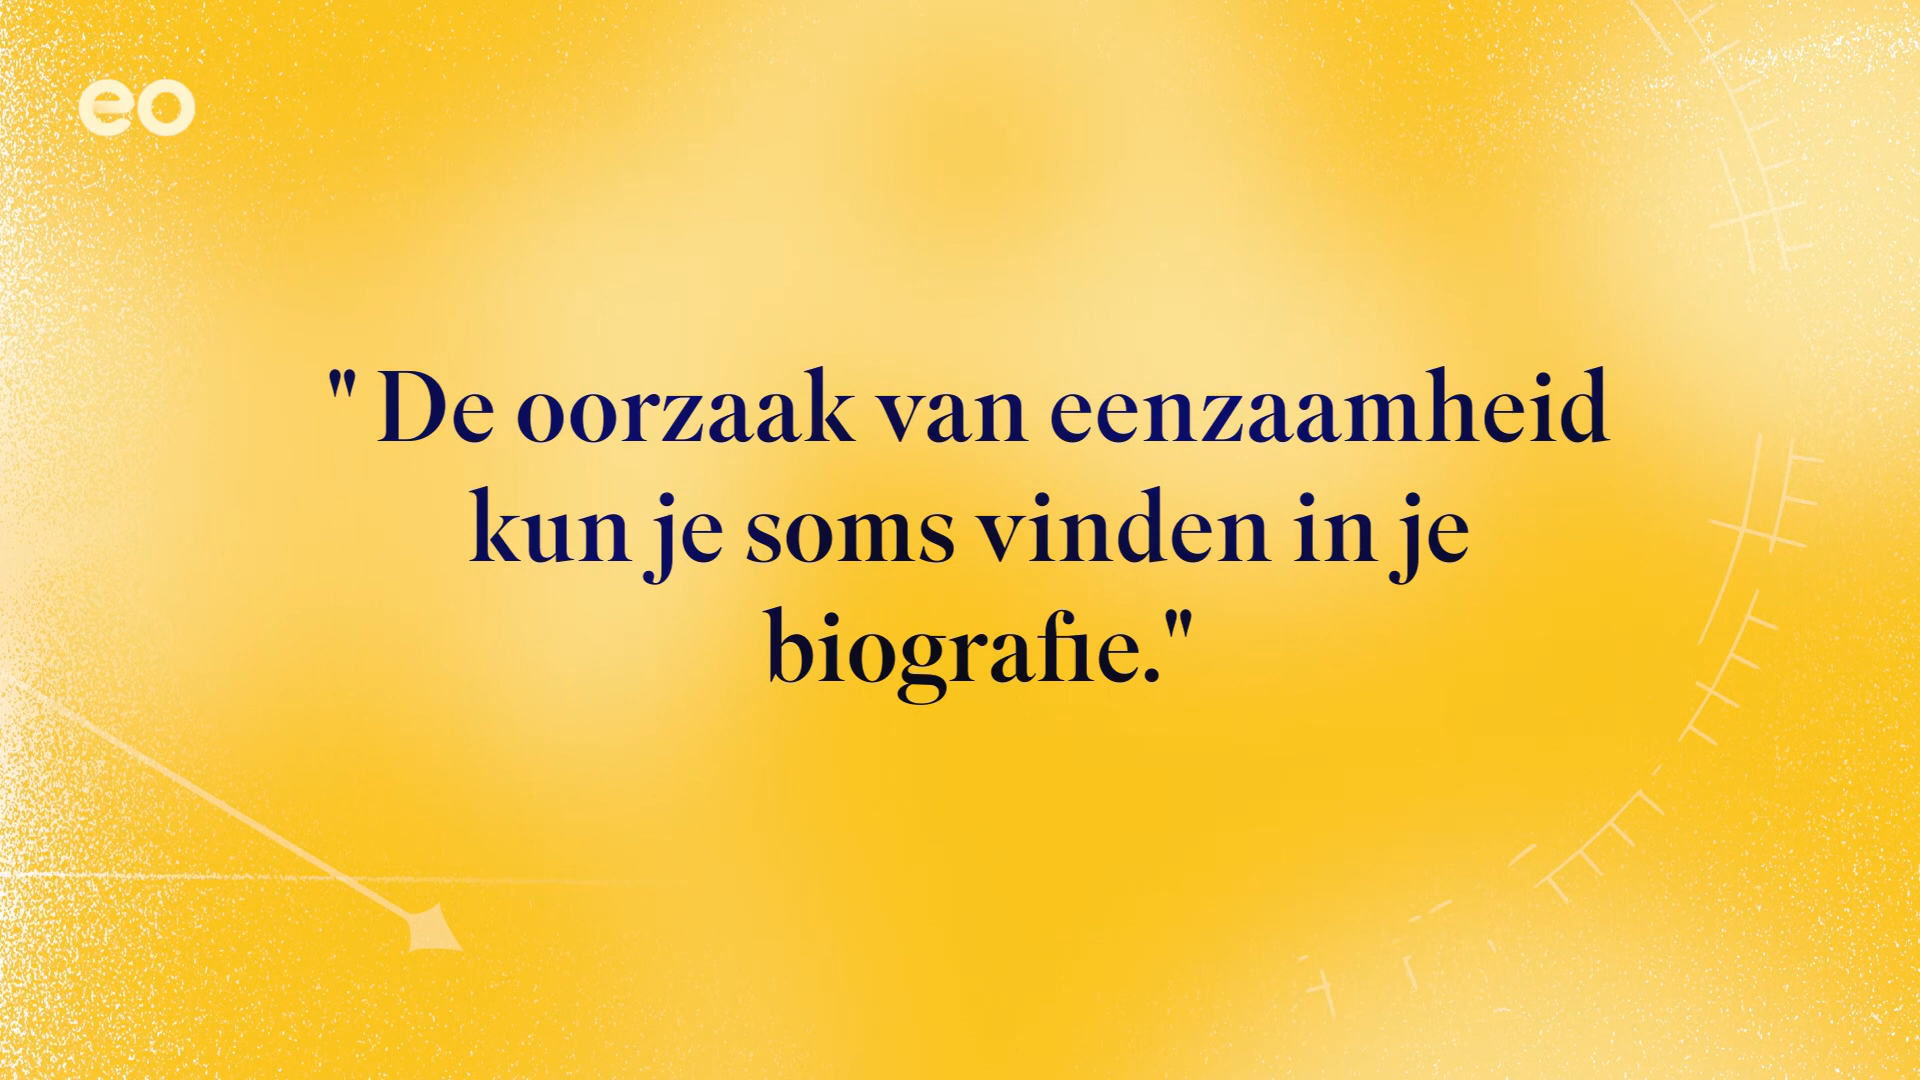 eo
" De oorzaak van eenzaamheid
kun je soms vinden in je
biografie."